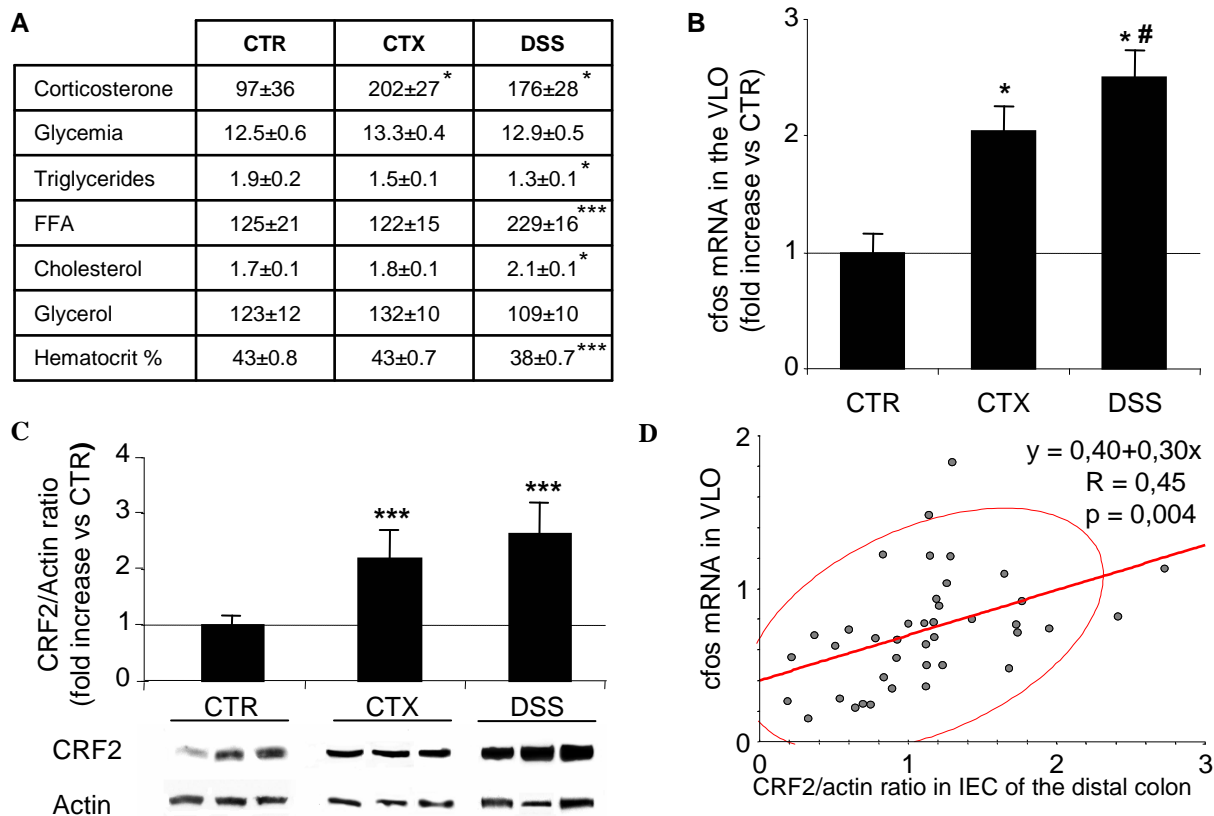 A
CTR CTX DSS
Corticosterone 97±36 202±27* 176±28*
Glycemia 12.5±0.6 13.3±0.4 12.9±0.5
Triglycerides 1.9±0.2 1.5±0.1 1.3±0.1*
FFA 125±21 122±15 229±16***
Cholesterol 1.7±0.1 1.8±0.1 2.1±0.1*
Glycerol 123±12 132±10 109±10
Hematocrit % 43±0.8 43±0.7 38±0.7***
B
cfos mRNA in the VLO
(fold increase vs CTR)
3
2
1
0
*
* #
CTR CTX DSS
C
CRF2/Actin ratio
(fold increase vs CTR)
4
3
2
1
0
***
***
CTR CTX DSS
CRF2
Actin
D
cfos mRNA in VLO
2
1
0
y = 0,40+0,30x
R = 0,45
p = 0,004
0 1 2 3
CRF2/actin ratio in IEC of the distal colon